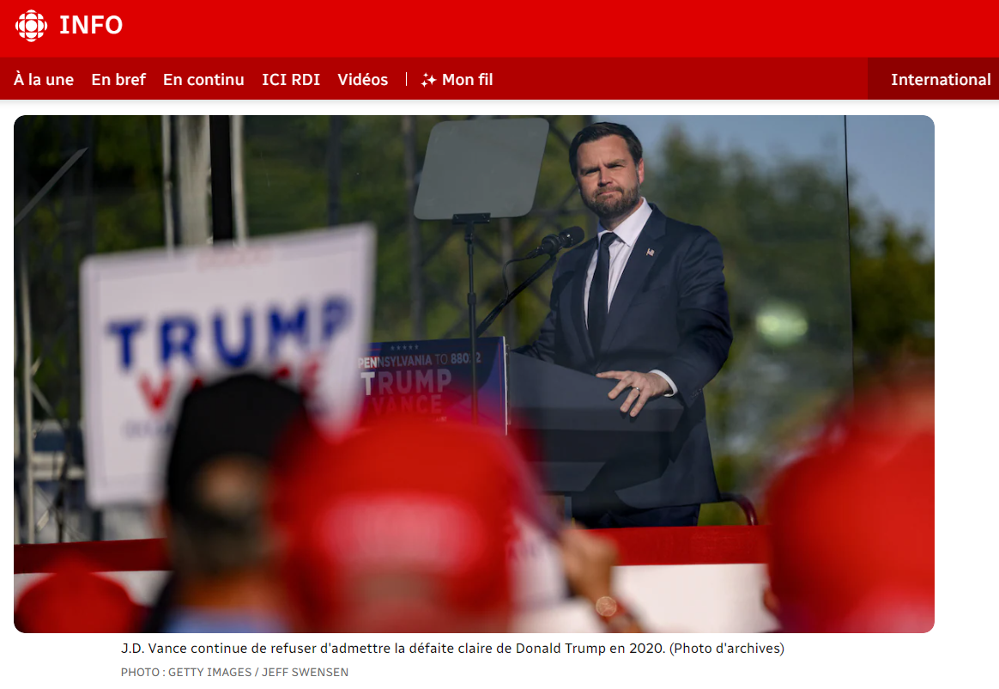 INFO
À la une En bref En continu ICI RDI Vidéos Mon fil International
TRUMP
PENNSYLVANIA TO 88022
TRUMP
VANCE
J.D. Vance continue de refuser d'admettre la défaite claire de Donald Trump en 2020. (Photo d'archives)
PHOTO : GETTY IMAGES / JEFF SWENSEN